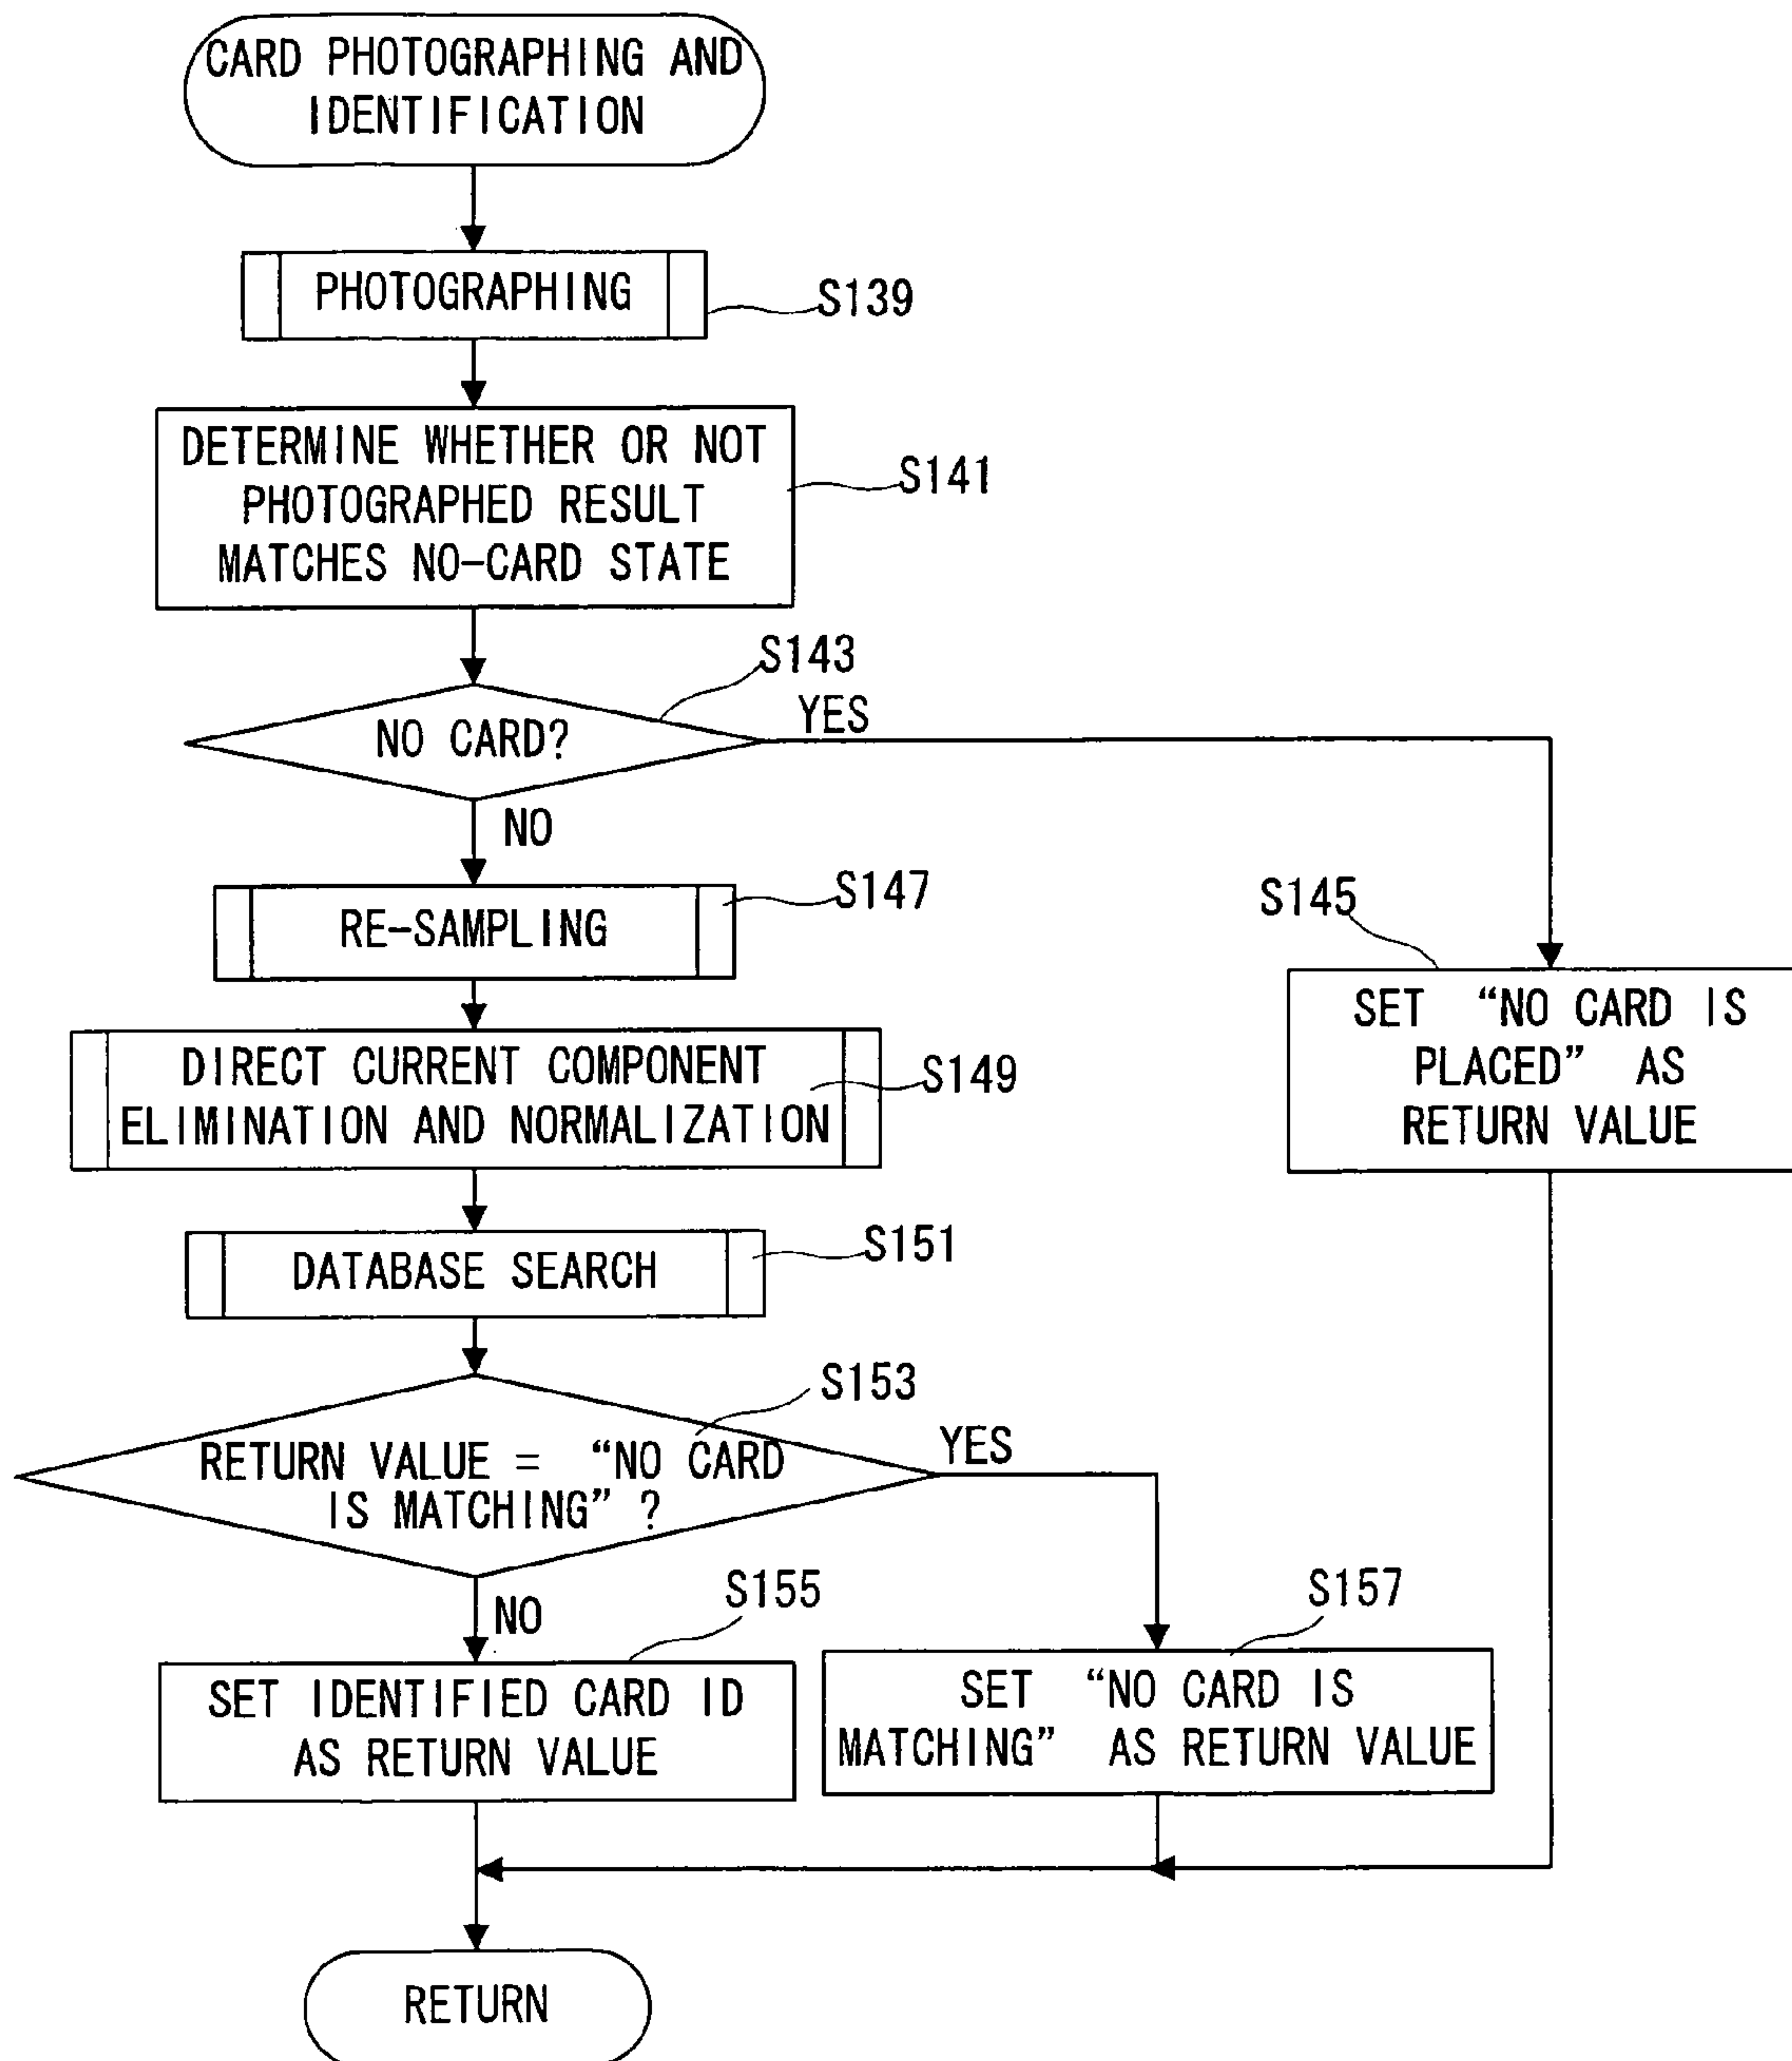 CARD PHOTOGRAPHING AND
IDENTIFICATION
PHOTOGRAPHING
S139
DETERMINE WHETHER OR NOT
PHOTOGRAPHED RESULT
MATCHES NO-CARD STATE
S141
S143
NO CARD?
YES
NO
RE-SAMPLING
S147
S145
SET “NO CARD IS
PLACED” AS
RETURN VALUE
DIRECT CURRENT COMPONENT
ELIMINATION AND NORMALIZATION
S149
DATABASE SEARCH
S151
S153
RETURN VALUE = “NO CARD
IS MATCHING” ?
YES
NO
S155
SET IDENTIFIED CARD ID
AS RETURN VALUE
S157
SET “NO CARD IS
MATCHING” AS RETURN VALUE
RETURN